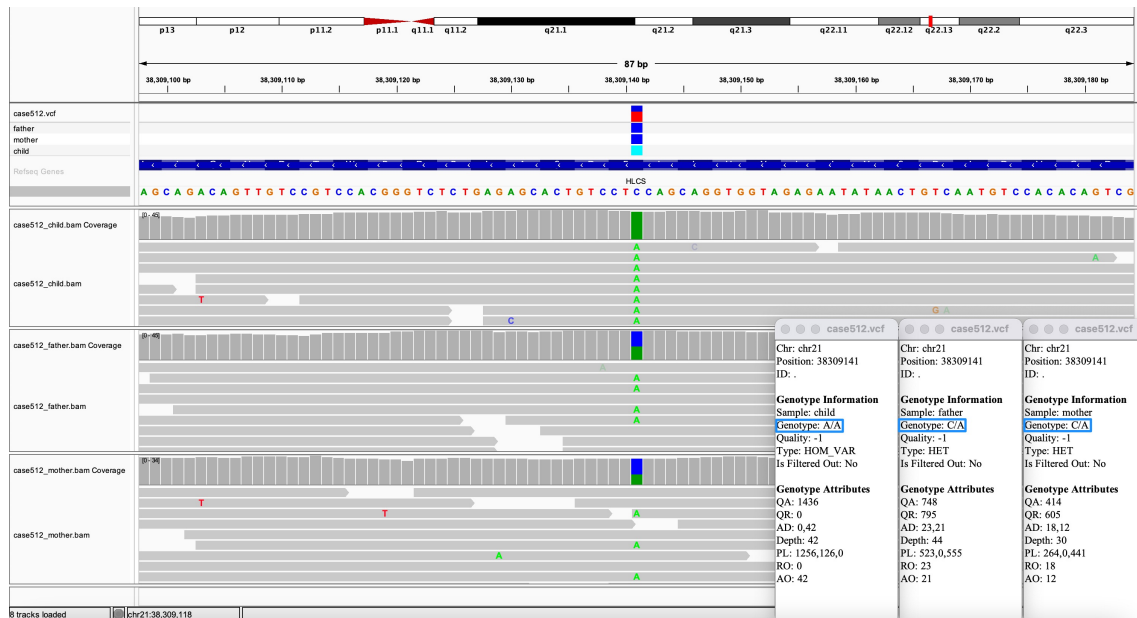 p13 p12 p11.2 p11.1 q11.1 q11.2 q21.1 q21.2 q21.3 q22.11 q22.12 q22.13 q22.2 q22.3
87 bp
38,309,100 bp 38,309,110 bp 38,309,120 bp 38,309,130 bp 38,309,140 bp 38,309,150 bp 38,309,160 bp 38,309,170 bp 38,309,180 bp
case512.vcf
father
mother
child
Refseq Genes
HLCS
A G C A G A C A G T T G T C C G T C C A C G G G T C T C T G A G A G C A C T G T C C T C C A G C A G G T G G T A G A G A A T A T A A C T G T C A A T G T C C A C A C A G T C G
case512_child.bam Coverage
[0 - 45]
case512_child.bam
A C
A A
A
A
A
T A
A G A
C A
case512_father.bam Coverage
[0 - 45]
case512_father.bam
A
A
A
A
A
case512_mother.bam Coverage
[0 - 34]
case512_mother.bam
T
T A
A
A
A
case512.vcf
Chr: chr21
Position: 38309141
ID: .
Genotype Information
Sample: child
Genotype: A/A
Quality: -1
Type: HOM_VAR
Is Filtered Out: No
Genotype Attributes
QA: 1436
QR: 0
AD: 0,42
Depth: 42
PL: 1256,126,0
RO: 0
AO: 42
case512.vcf
Chr: chr21
Position: 38309141
ID: .
Genotype Information
Sample: father
Genotype: C/A
Quality: -1
Type: HET
Is Filtered Out: No
Genotype Attributes
QA: 748
QR: 795
AD: 23,21
Depth: 44
PL: 523,0,555
RO: 23
AO: 21
case512.vcf
Chr: chr21
Position: 38309141
ID: .
Genotype Information
Sample: mother
Genotype: C/A
Quality: -1
Type: HET
Is Filtered Out: No
Genotype Attributes
QA: 414
QR: 605
AD: 18,12
Depth: 30
PL: 264,0,441
RO: 18
AO: 12
8 tracks loaded chr21:38,309,118